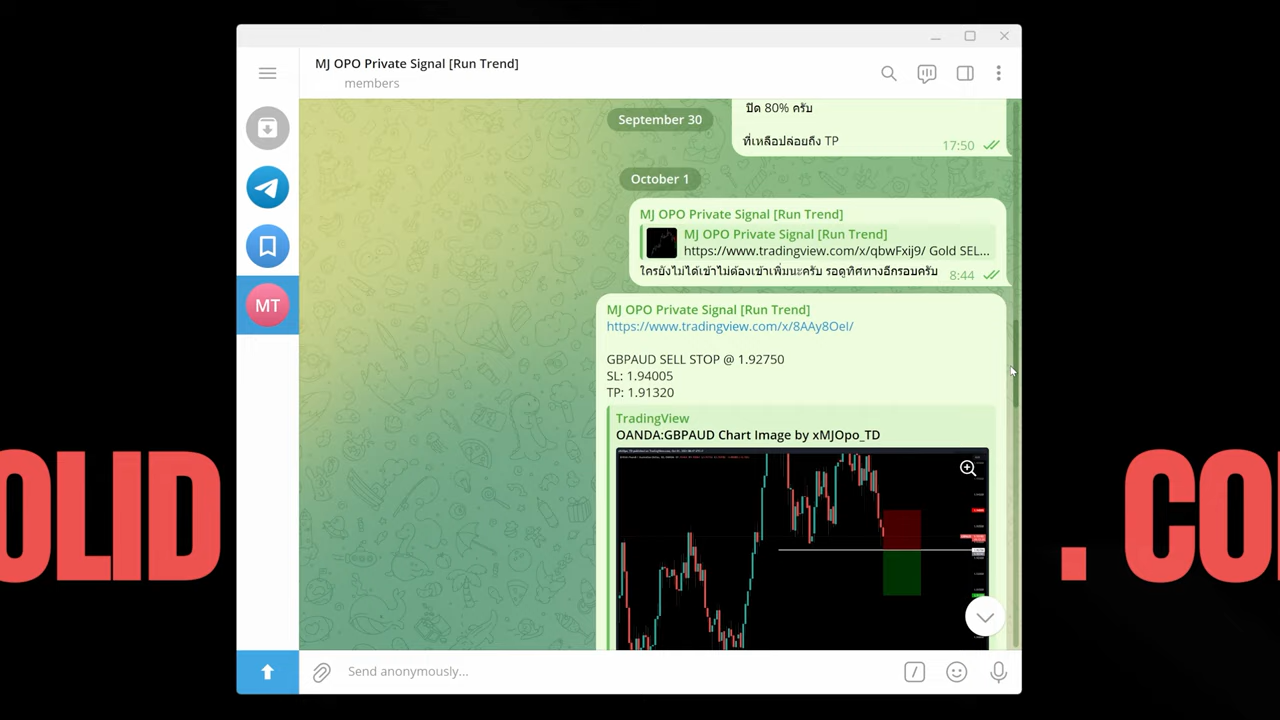 MJ OPO Private Signal [Run Trend]
members
ปิด 80% ครับ
September 30
ที่เหลือปล่อยถึง TP
17:50
October 1
MJ OPO Private Signal [Run Trend]
MJ OPO Private Signal [Run Trend]
MT
https://www.tradingview.com/x/qbwFxij9/ Gold SEL...
ใครยังไม่ได้เข้าไม่ต้องเข้าเพิ่มนะครับ รอดูทิศทางอีกรอบครับ 8:44
MJ OPO Private Signal [Run Trend]
https://www.tradingview.com/x/8AAy8OeI/
GBPAUD SELL STOP @ 1.92750
SL: 1.94005
TP: 1.91320
TradingView
OANDA:GBPAUD Chart Image by xMJOpo_TD
OLID
. CO
Send anonymously...